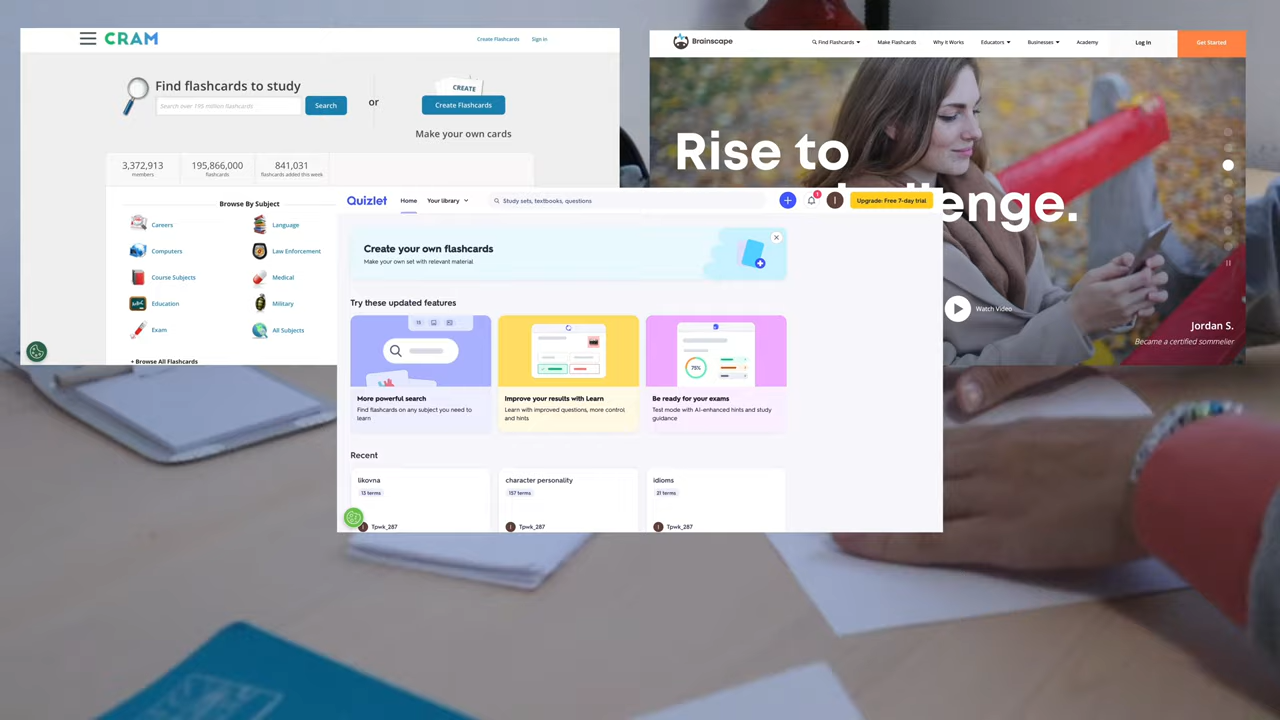 CRAM
Create Flashcards
Sign in
Find flashcards to study
Search over 195 million flashcards
Search
or
CREATE
Create Flashcards
Make your own cards
3,372,913
members
195,866,000
flashcards
841,031
flashcards added this week
Browse By Subject
Careers
Language
Computers
Law Enforcement
Course Subjects
Medical
Education
Military
Exam
All Subjects
+ Browse All Flashcards
Brainscape
Find Flashcards
Make Flashcards
Why It Works
Educators
Businesses
Academy
Log In
Get Started
Rise to
enge.
Watch Video
Jordan S.
Became a certified sommelier
Quizlet
Home
Your library
Study sets, textbooks, questions
1
Upgrade: Free 7-day trial
Create your own flashcards
Make your own set with relevant material
Try these updated features
75%
More powerful search
Find flashcards on any subject you need to
learn
Improve your results with Learn
Learn with improved questions, more control
and hints
Be ready for your exams
Test mode with AI-enhanced hints and study
guidance
Recent
likovna
13 terms
Tpwk_287
character personality
157 terms
Tpwk_287
idioms
21 terms
Tpwk_287